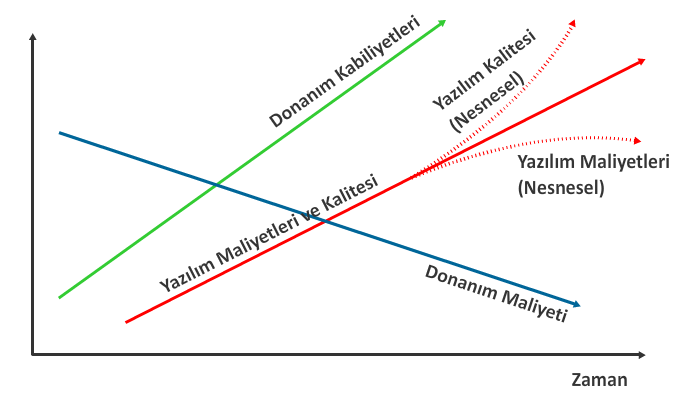 Donanım Kabiliyetleri
Yazılım Kalitesi
(Nesnesel)
Yazılım Maliyetleri
(Nesnesel)
Yazılım Maliyetleri ve Kalitesi
Donanım Maliyeti
Zaman